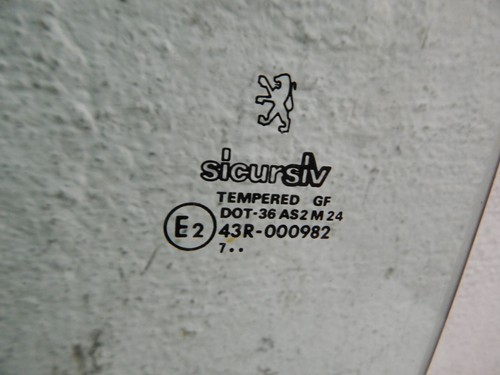 sicursiv
TEMPERED GF
DOT-36 AS2 M 24
E2 43R-000982
7..